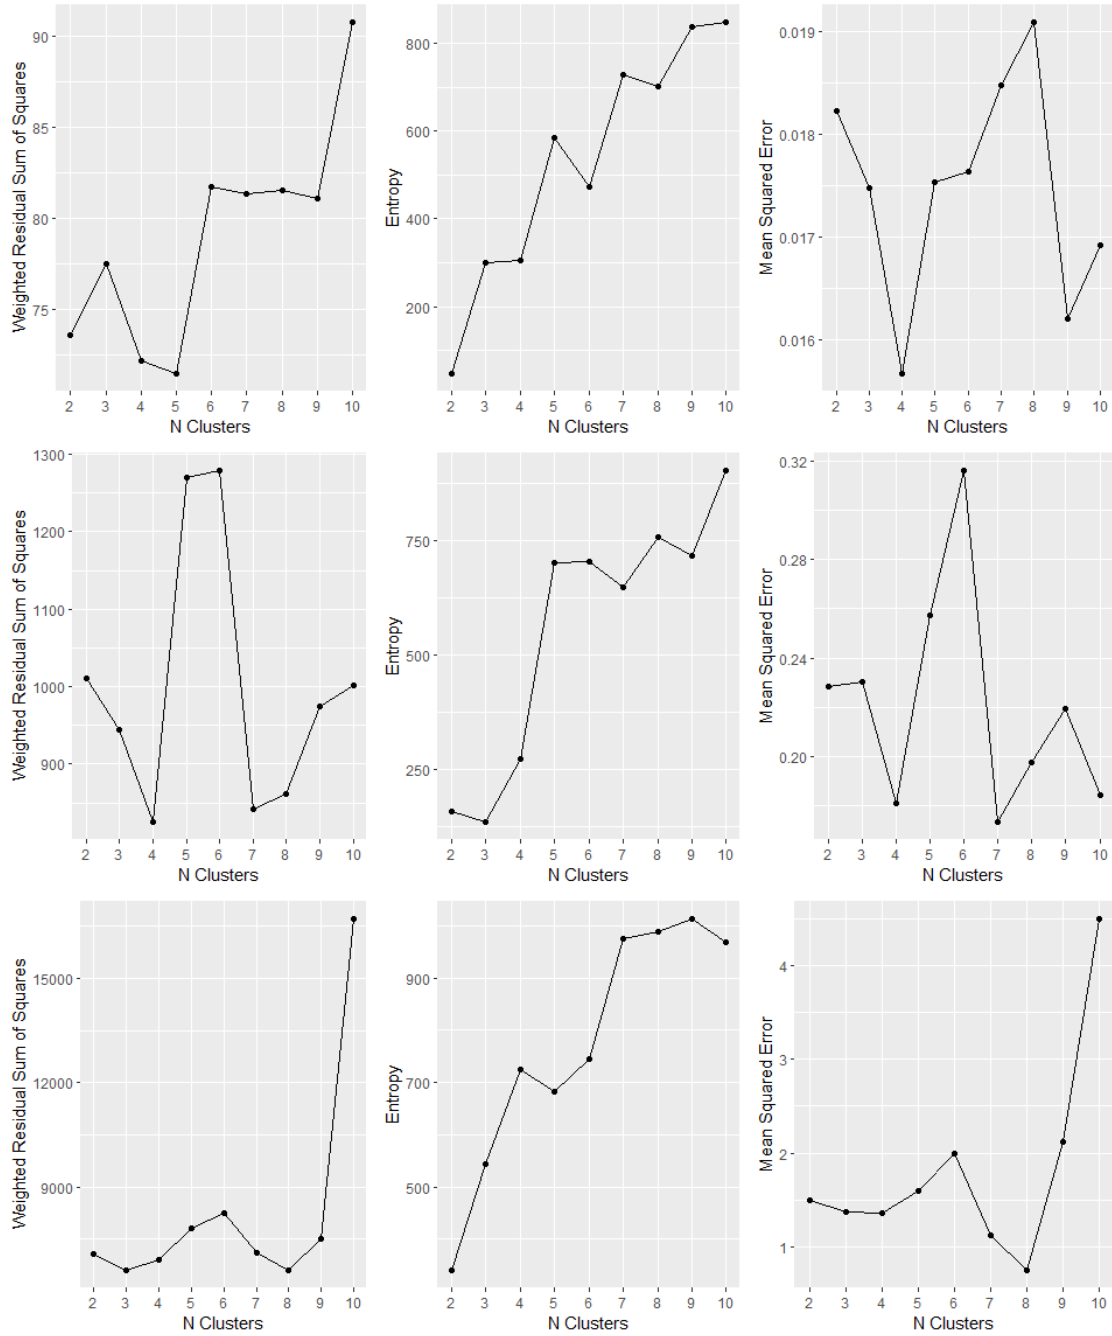 Weighted Residual Sum of Squares
90
85
80
75
2 3 4 5 6 7 8 9 10
N Clusters
Entropy
800
600
400
200
2 3 4 5 6 7 8 9 10
N Clusters
Mean Squared Error
0.019
0.018
0.017
0.016
2 3 4 5 6 7 8 9 10
N Clusters
Weighted Residual Sum of Squares
1300
1200
1100
1000
900
2 3 4 5 6 7 8 9 10
N Clusters
Entropy
750
500
250
2 3 4 5 6 7 8 9 10
N Clusters
Mean Squared Error
0.32
0.28
0.24
0.20
2 3 4 5 6 7 8 9 10
N Clusters
Weighted Residual Sum of Squares
15000
12000
9000
2 3 4 5 6 7 8 9 10
N Clusters
Entropy
900
700
500
2 3 4 5 6 7 8 9 10
N Clusters
Mean Squared Error
4
3
2
1
2 3 4 5 6 7 8 9 10
N Clusters